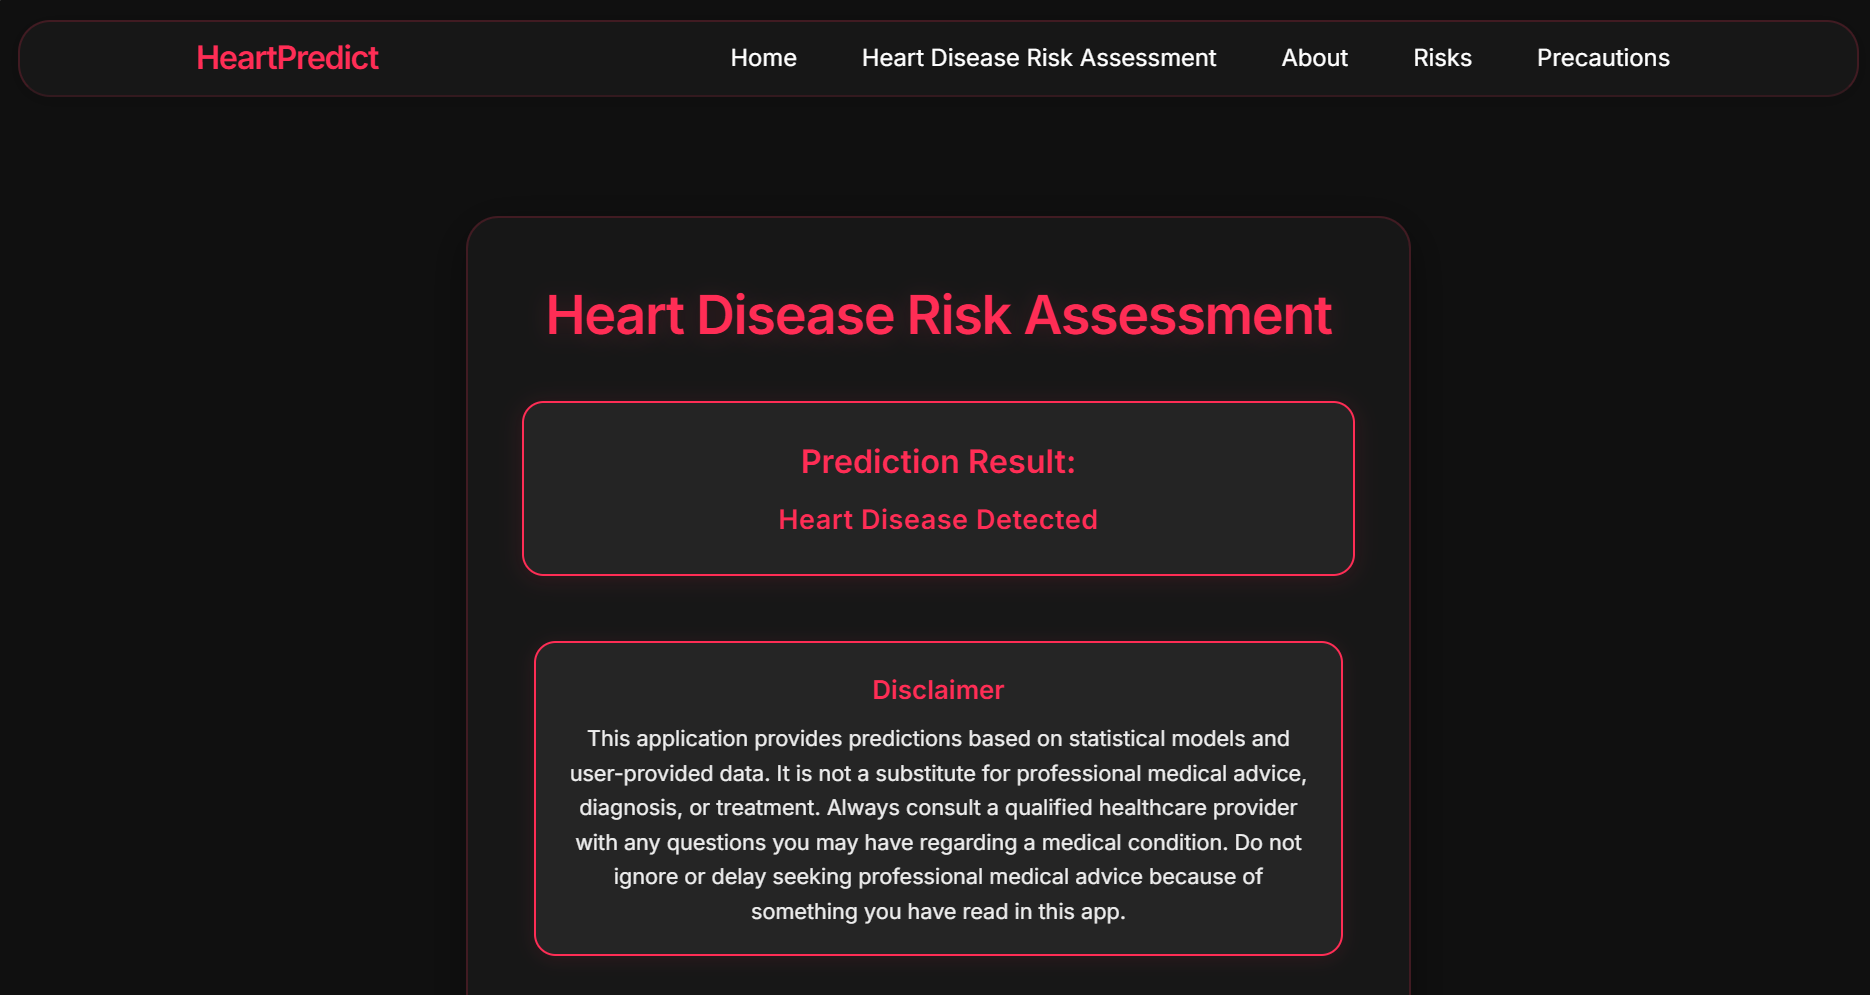 HeartPredict
Home
Heart Disease Risk Assessment
About
Risks
Precautions
Heart Disease Risk Assessment
Prediction Result:
Heart Disease Detected
Disclaimer
This application provides predictions based on statistical models and
user-provided data. It is not a substitute for professional medical advice,
diagnosis, or treatment. Always consult a qualified healthcare provider
with any questions you may have regarding a medical condition. Do not
ignore or delay seeking professional medical advice because of
something you have read in this app.